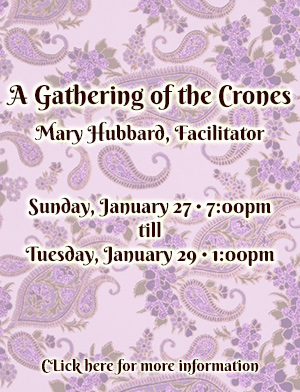 A Gathering of the Crones
Mary Hubbard, Facilitator
Sunday, January 27 • 7:00pm
till
Tuesday, January 29 • 1:00pm
CLick here for more information